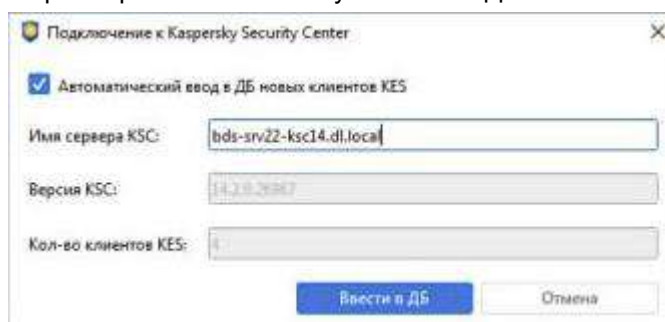 Подключение к Kaspersky Security Center
Автоматический ввод в ДБ новых клиентов KES
Имя сервера KSC: bds-srv22-ksc14.dl.local
Версия KSC:
Кол-во клиентов KES: 4
Ввести в ДБ Отмена